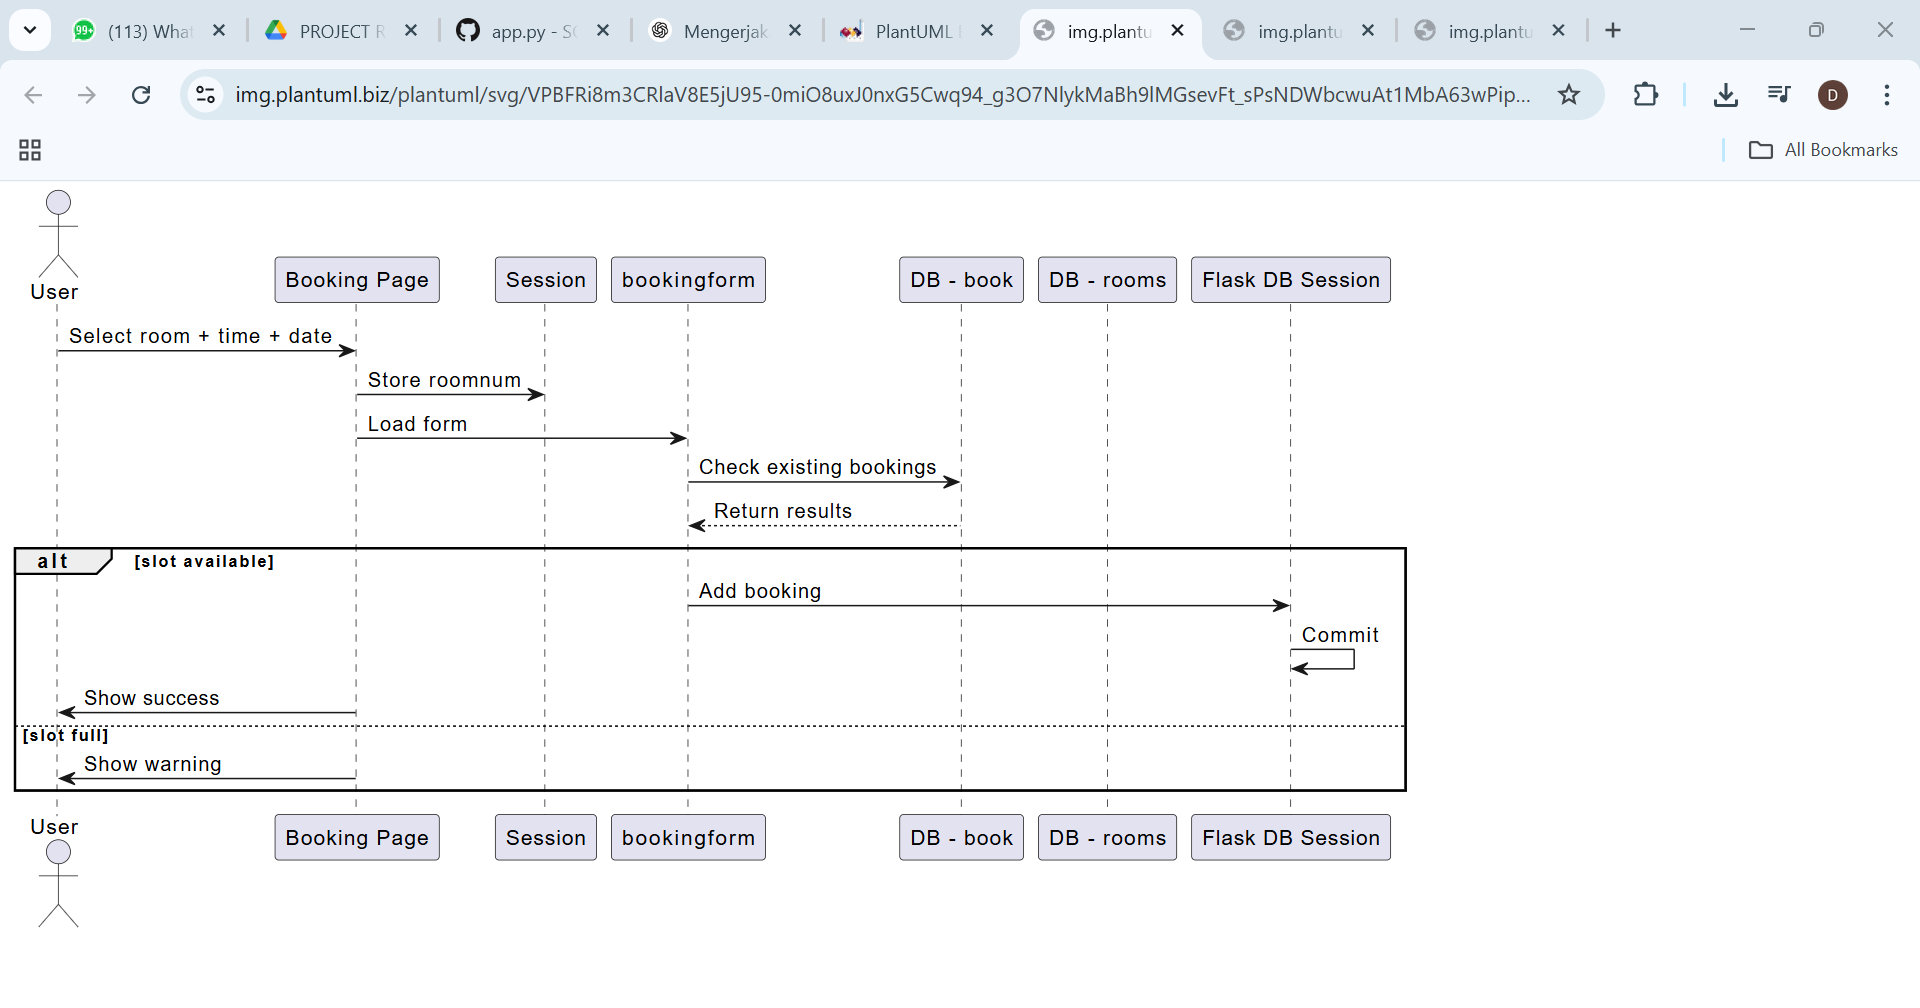 99+
(113) What
PROJECT R
app.py - SC
Mengerjak
PlantUML E
img.plantu
img.plantu
img.plantu
img.plantuml.biz/plantuml/svg/VPBFRi8m3CRlaV8E5jU95-0miO8uxJ0nxG5Cwq94_g3O7NlykMaBh9lMGsevFt_sPsNDWbcwuAt1MbA63wPip...
D
All Bookmarks
User
Booking Page
Session
bookingform
DB - book
DB - rooms
Flask DB Session
Select room + time + date
Store roomnum
Load form
Check existing bookings
Return results
alt
[slot available]
Add booking
Commit
Show success
[slot full]
Show warning
User
Booking Page
Session
bookingform
DB - book
DB - rooms
Flask DB Session